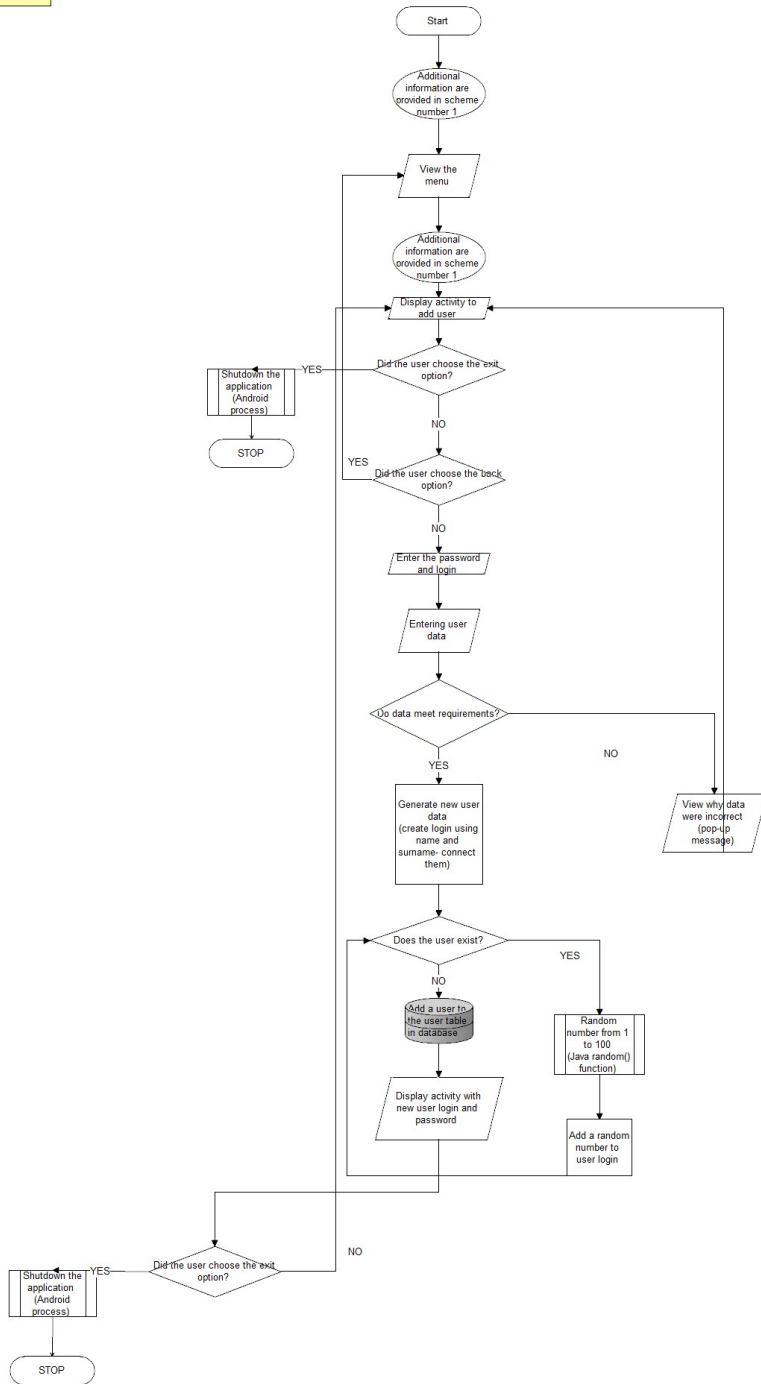 Start
Additional
information are
provided in scheme
number 1
View the
menu
Additional
information are
provided in scheme
number 1
Display activity to
add user
Did the user choose the exit
option?
YES
Shutdown the
application
(Android
process)
STOP
NO
YES
Did the user choose the back
option?
NO
Enter the password
and login
Entering user
data
Do data meet requirements?
NO
YES
View why data
were incorrect
(pop-up
message)
Generate new user
data
(create login using
name and
surname- connect
them)
Does the user exist?
YES
NO
Add a user to
the user table
in database
Random
number from 1
to 100
(Java random()
function)
Display activity with
new user login and
password
Add a random
number to
user login
NO
Did the user choose the exit
option?
YES
Shutdown the
application
(Android
process)
STOP